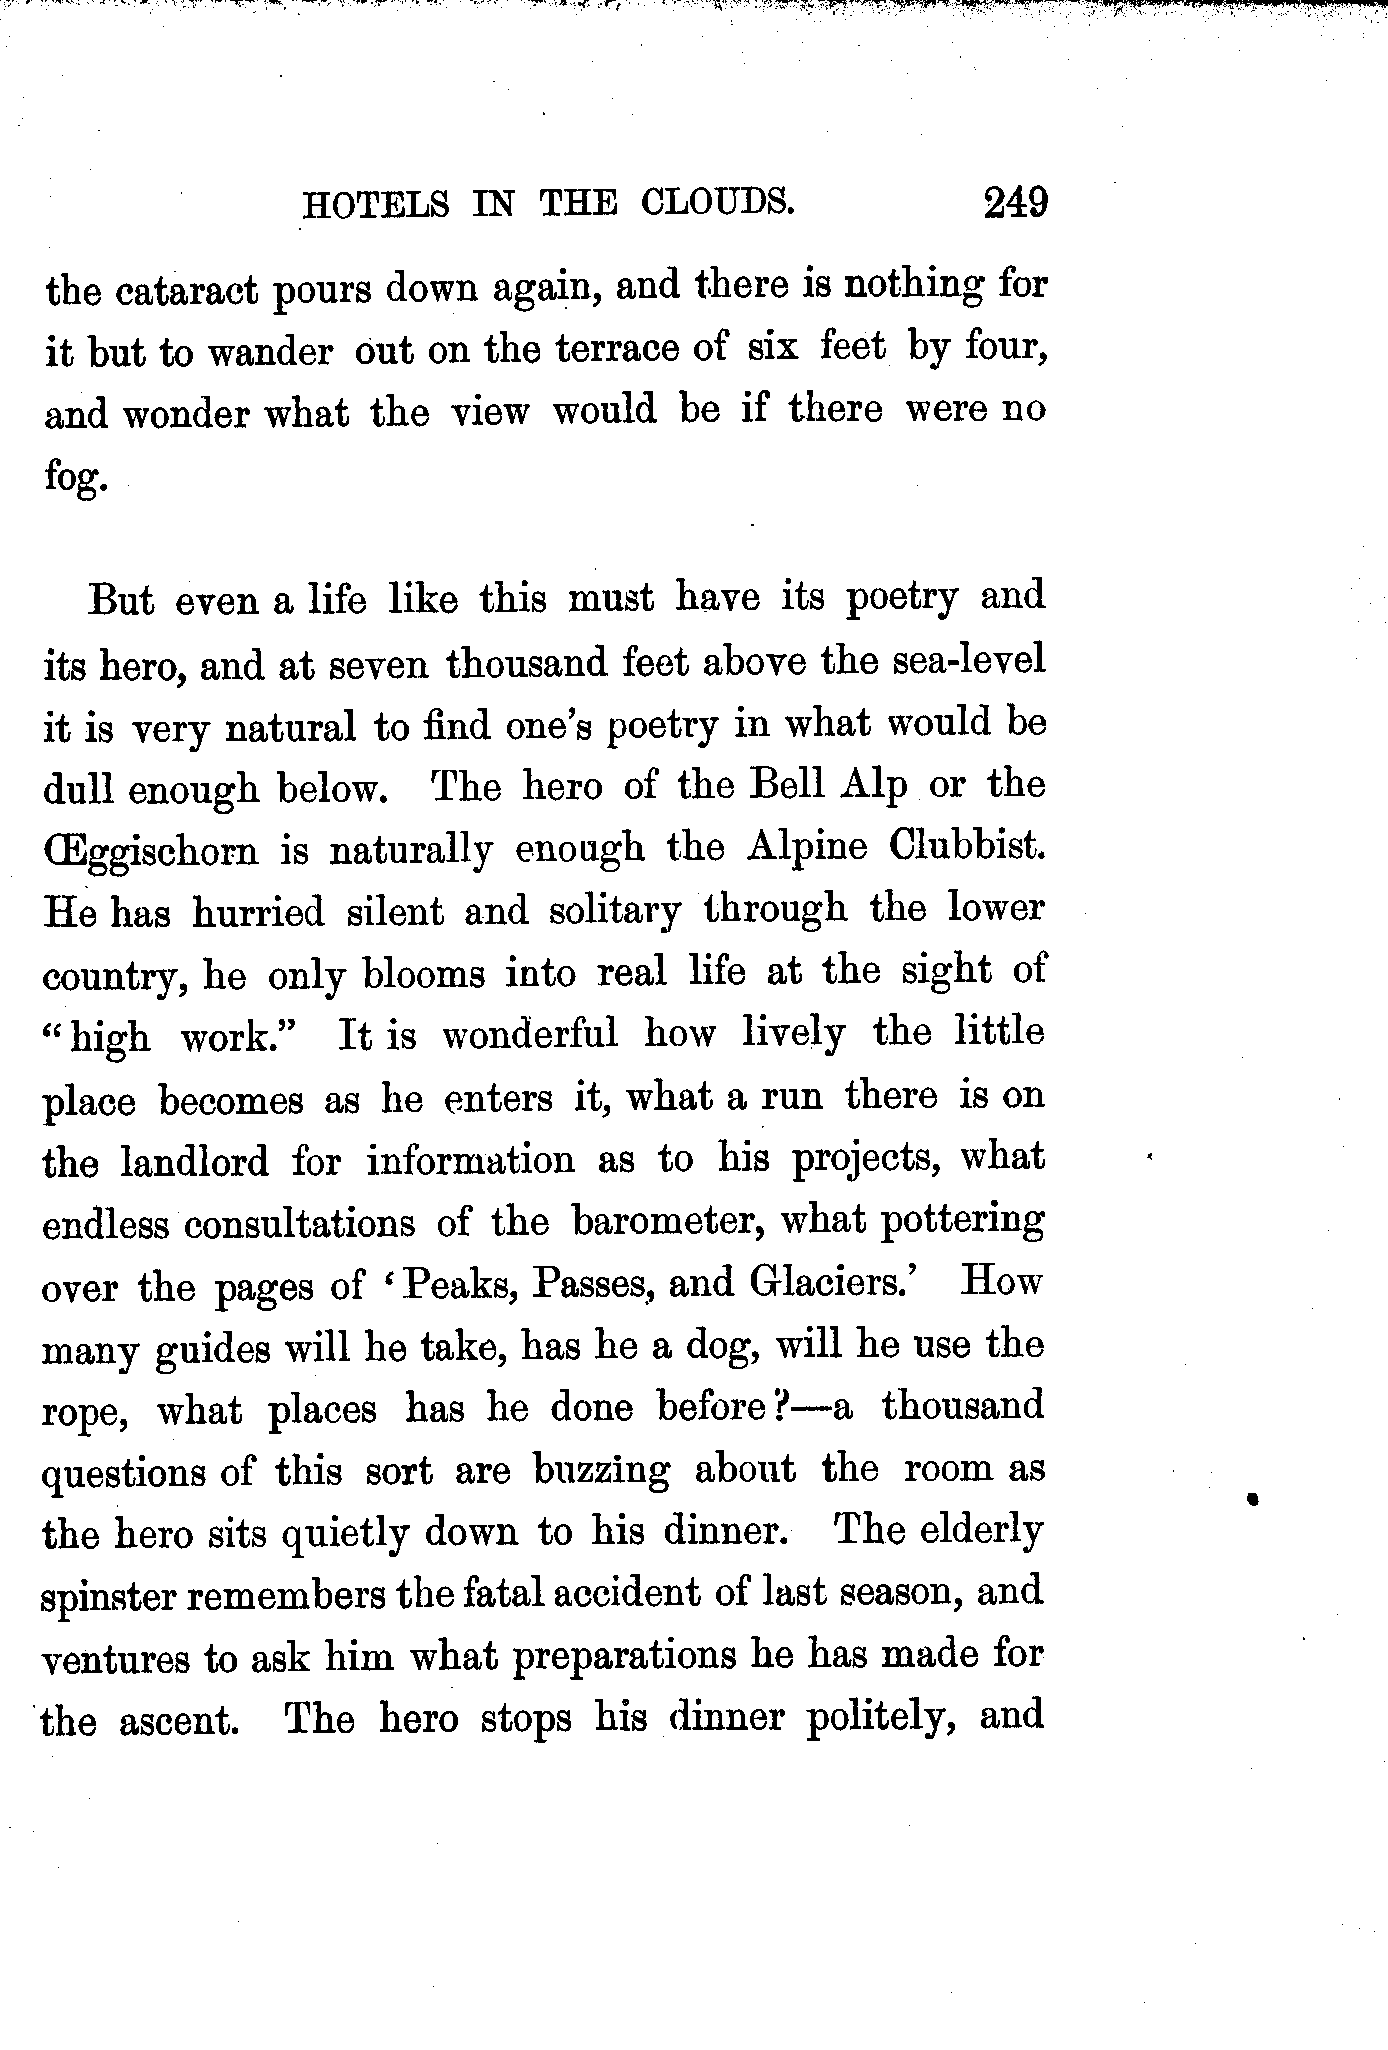 HOTELS IN THE CLOUDS. 249
the cataract pours down again, and there is nothing for
it but to wander out on the terrace of six feet by four,
and wonder what the view would be if there were no
fog.
But even a life like this must have its poetry and
its hero, and at seven thousand feet above the sea-level
it is very natural to find one's poetry in what would be
dull enough below. The hero of the Bell Alp or the
Œggischorn is naturally enough the Alpine Clubbist.
He has hurried silent and solitary through the lower
country, he only blooms into real life at the sight of
“high work.” It is wonderful how lively the little
place becomes as he enters it, what a run there is on
the landlord for information as to his projects, what
endless consultations of the barometer, what pottering
over the pages of ‘Peaks, Passes, and Glaciers.’ How
many guides will he take, has he a dog, will he use the
rope, what places has he done before?—a thousand
questions of this sort are buzzing about the room as
the hero sits quietly down to his dinner. The elderly
spinster remembers the fatal accident of last season, and
ventures to ask him what preparations he has made for
the ascent. The hero stops his dinner politely, and